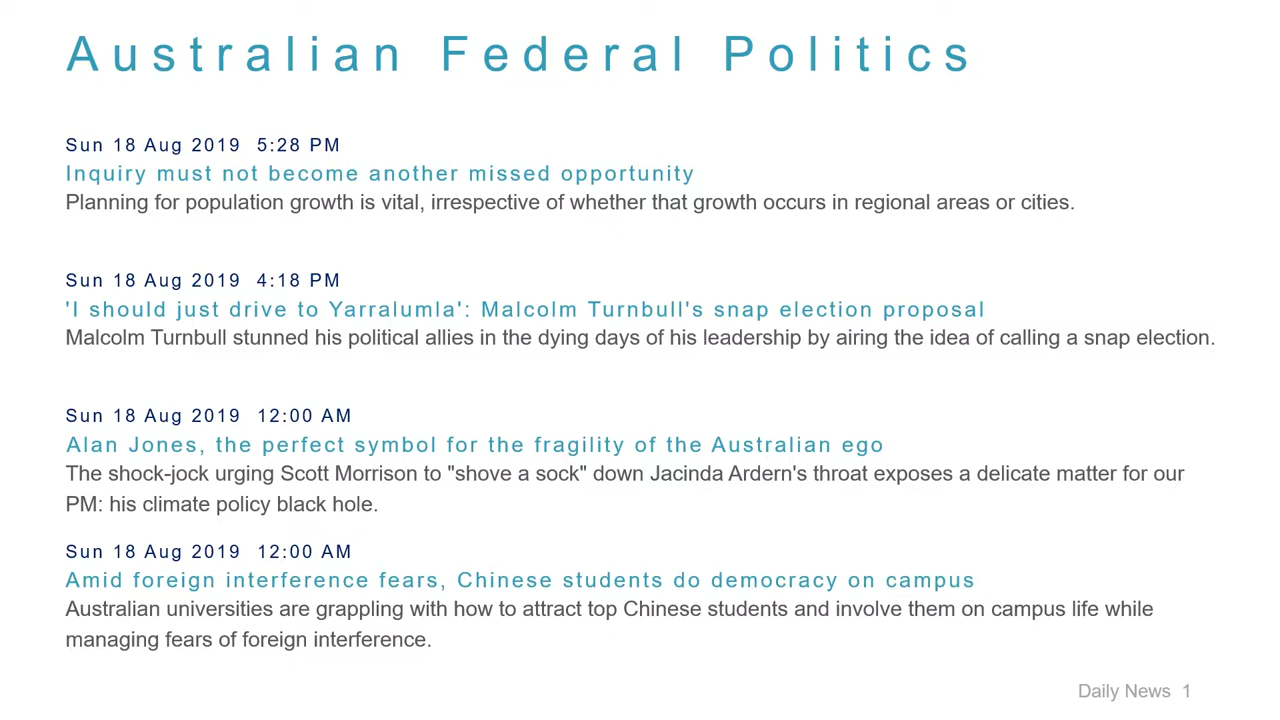 Australian Federal Politics
Sun 18 Aug 2019 5:28 PM
Inquiry must not become another missed opportunity
Planning for population growth is vital, irrespective of whether that growth occurs in regional areas or cities.
Sun 18 Aug 2019 4:18 PM
'I should just drive to Yarralumla': Malcolm Turnbull's snap election proposal
Malcolm Turnbull stunned his political allies in the dying days of his leadership by airing the idea of calling a snap election.
Sun 18 Aug 2019 12:00 AM
Alan Jones, the perfect symbol for the fragility of the Australian ego
The shock-jock urging Scott Morrison to "shove a sock" down Jacinda Ardern's throat exposes a delicate matter for our
PM: his climate policy black hole.
Sun 18 Aug 2019 12:00 AM
Amid foreign interference fears, Chinese students do democracy on campus
Australian universities are grappling with how to attract top Chinese students and involve them on campus life while
managing fears of foreign interference.
Daily News 1